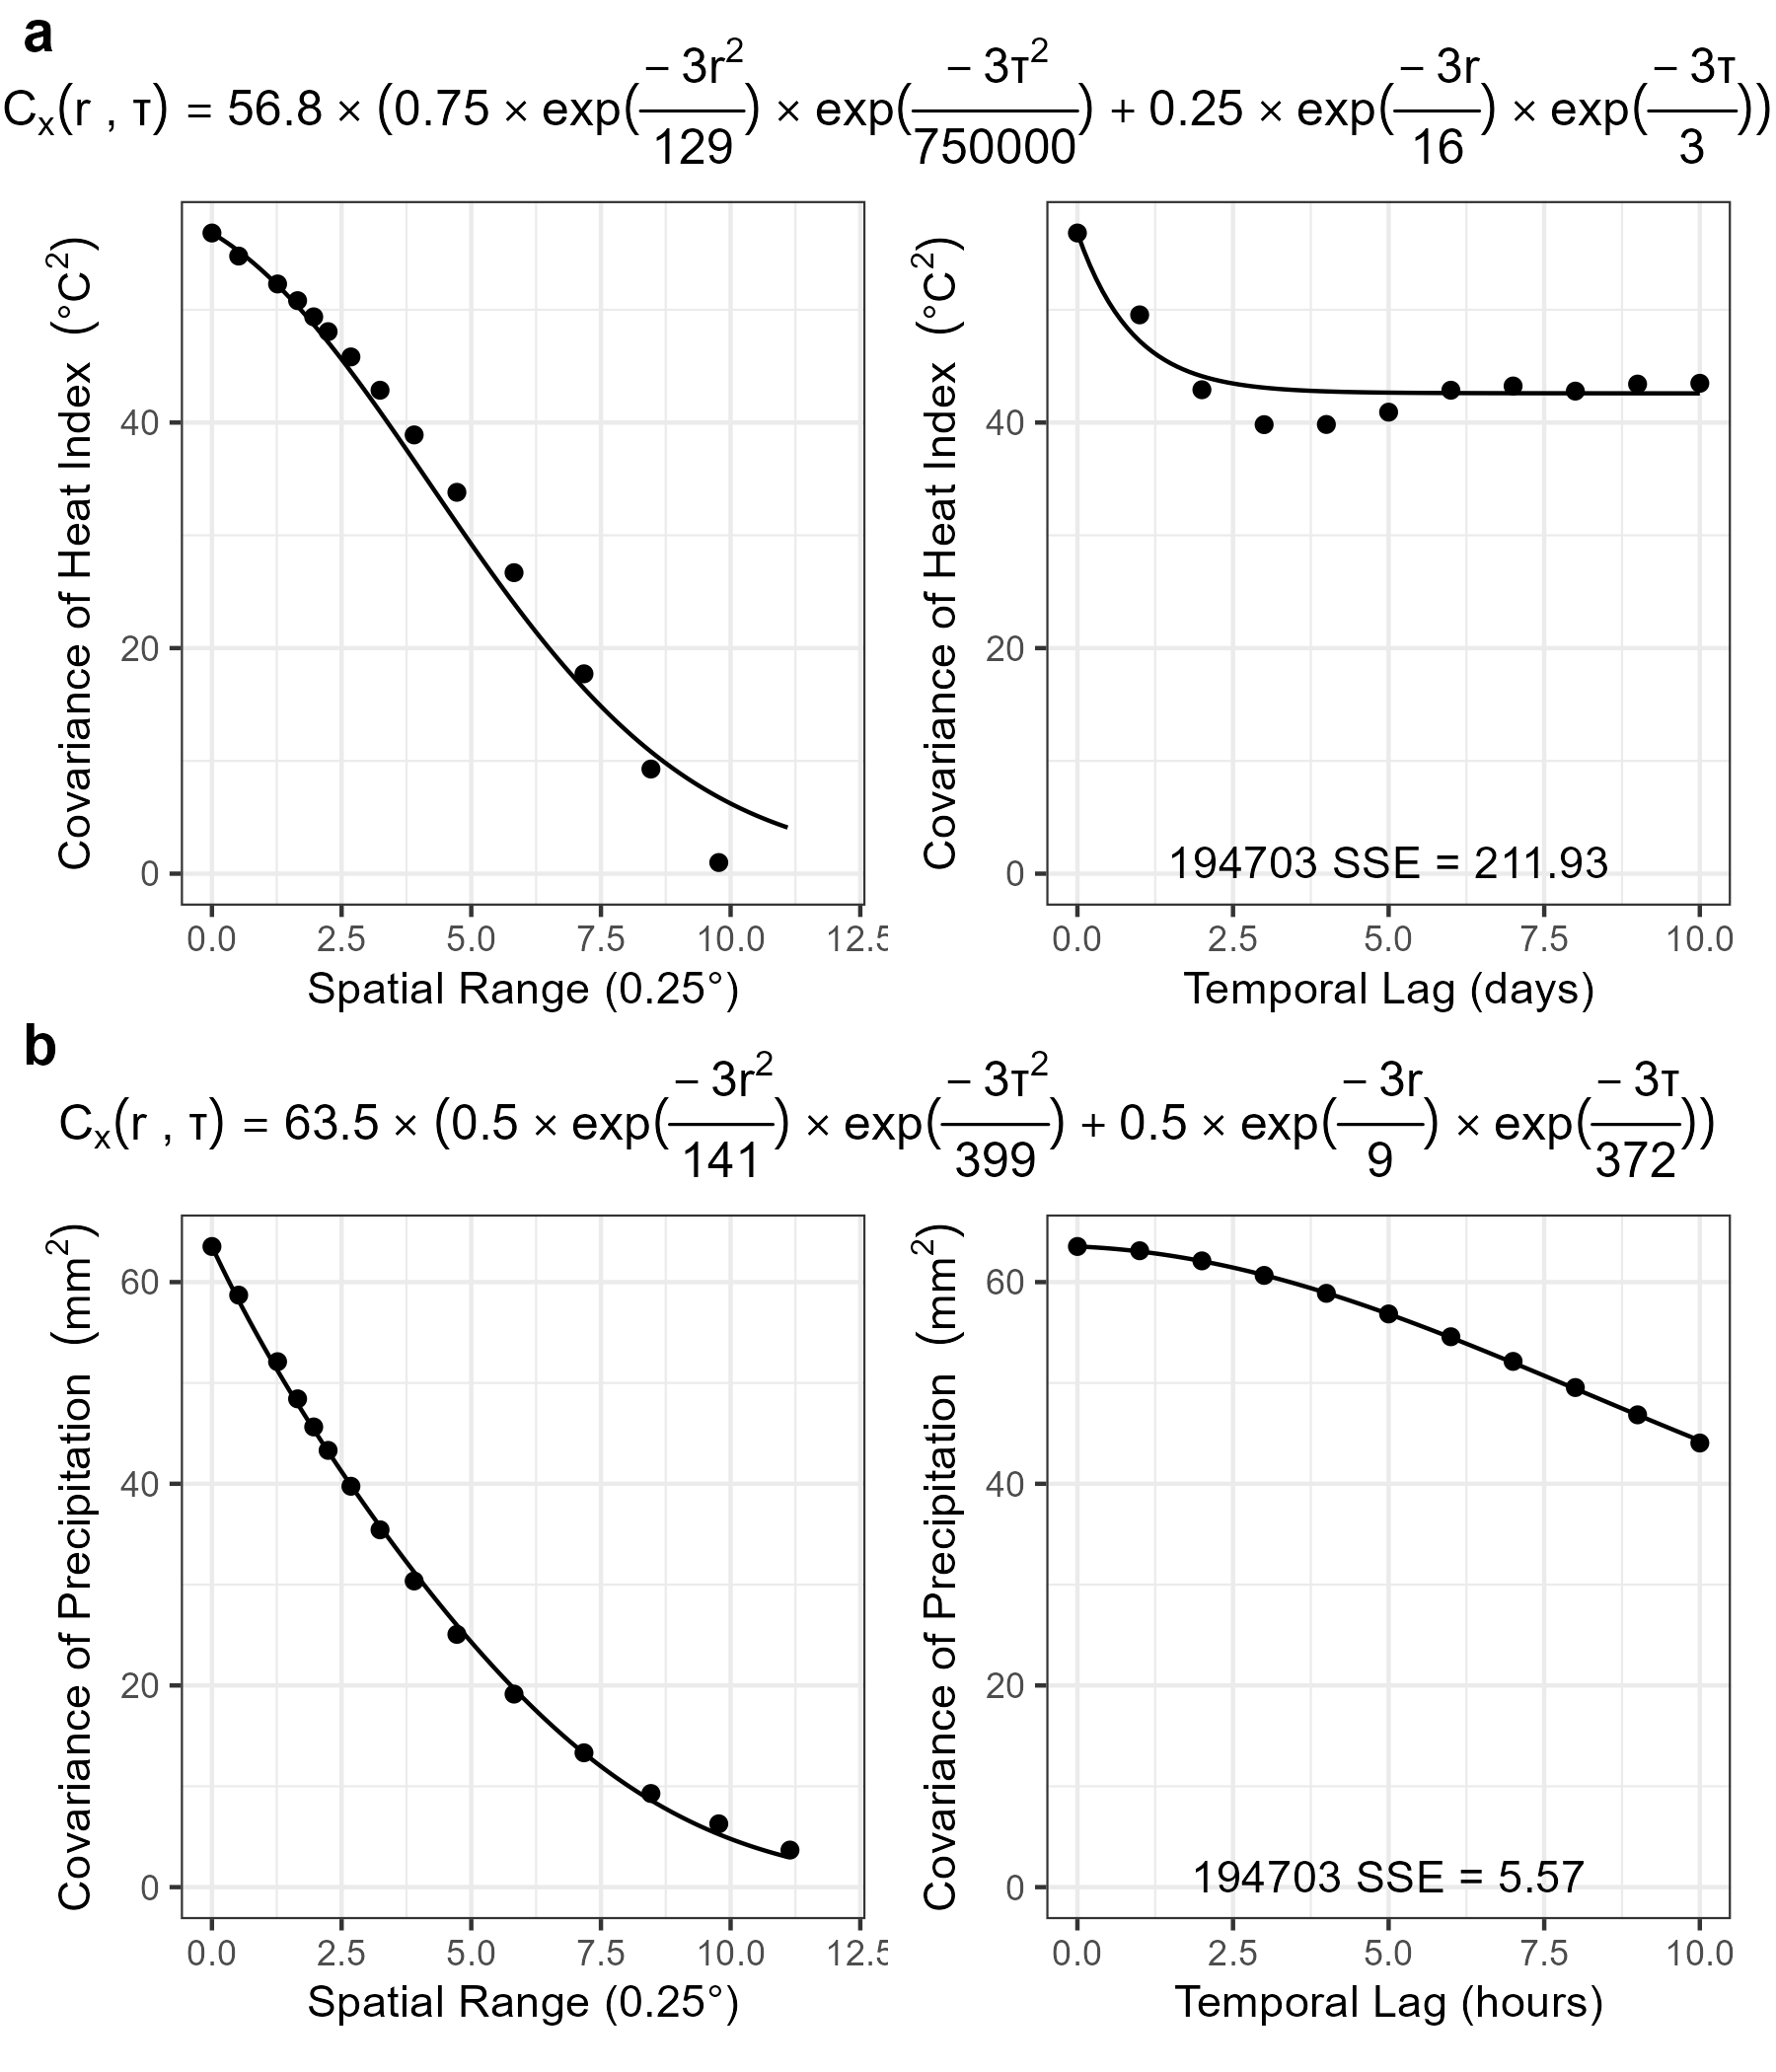 a
Cₓ(r , τ) = 56.8 × (0.75 × exp(− 3r²/129) × exp(− 3τ²/750000) + 0.25 × exp(− 3r/16) × exp(− 3τ/3))
Covariance of Heat Index (°C²)
40
20
0
0.0 2.5 5.0 7.5 10.0 12.5
Spatial Range (0.25°)
Covariance of Heat Index (°C²)
40
20
0
194703 SSE = 211.93
0.0 2.5 5.0 7.5 10.0
Temporal Lag (days)
b
Cₓ(r , τ) = 63.5 × (0.5 × exp(− 3r²/141) × exp(− 3τ²/399) + 0.5 × exp(− 3r/9) × exp(− 3τ/372))
Covariance of Precipitation (mm²)
60
40
20
0
0.0 2.5 5.0 7.5 10.0 12.5
Spatial Range (0.25°)
Covariance of Precipitation (mm²)
60
40
20
0
194703 SSE = 5.57
0.0 2.5 5.0 7.5 10.0
Temporal Lag (hours)